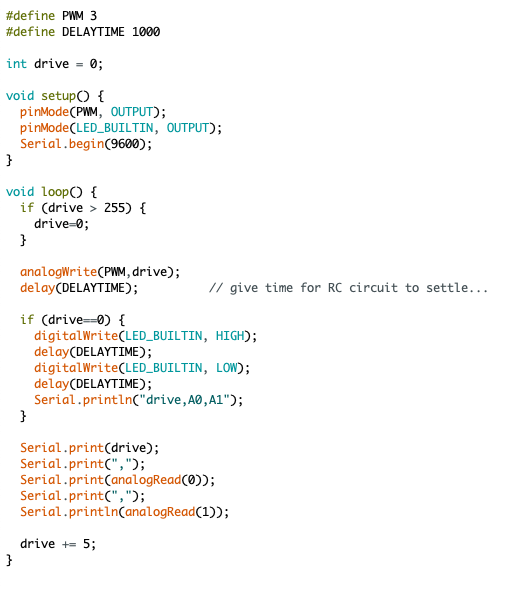 #define PWM 3
#define DELAYTIME 1000

int drive = 0;

void setup() {
  pinMode(PWM, OUTPUT);
  pinMode(LED_BUILTIN, OUTPUT);
  Serial.begin(9600);
}

void loop() {
  if (drive > 255) {
    drive=0;
  }

  analogWrite(PWM,drive);
  delay(DELAYTIME);          // give time for RC circuit to settle...

  if (drive==0) {
    digitalWrite(LED_BUILTIN, HIGH);
    delay(DELAYTIME);
    digitalWrite(LED_BUILTIN, LOW);
    delay(DELAYTIME);
    Serial.println("drive,A0,A1");
  }

  Serial.print(drive);
  Serial.print(",");
  Serial.print(analogRead(0));
  Serial.print(",");
  Serial.println(analogRead(1));

  drive += 5;
}